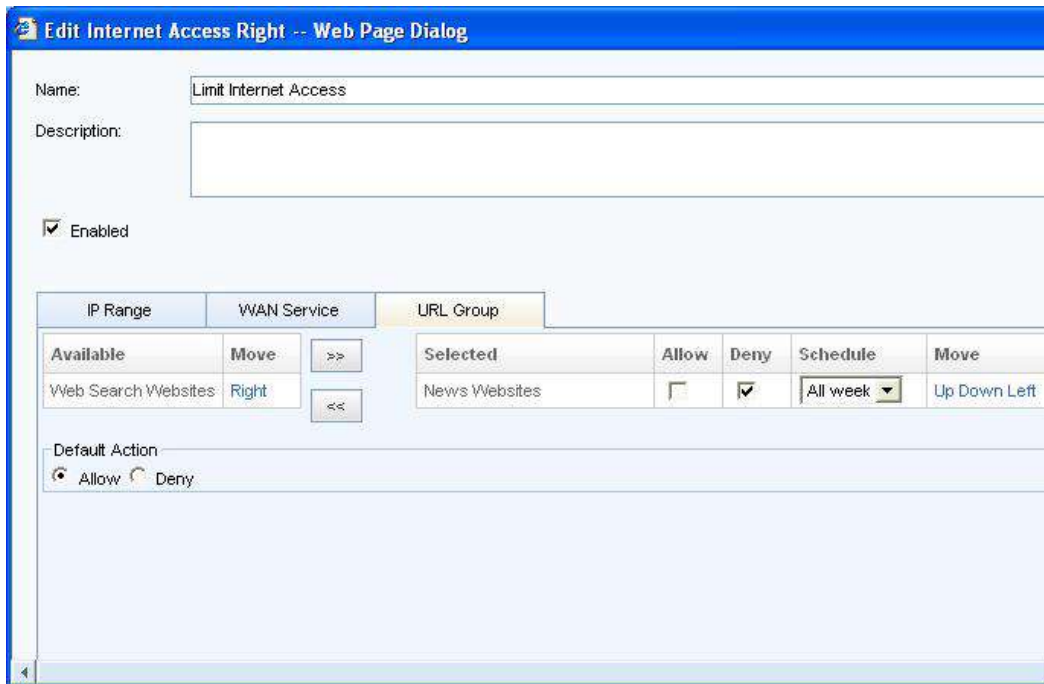 Edit Internet Access Right -- Web Page Dialog
Name: Limit Internet Access
Description:
Enabled
IP Range WAN Service URL Group
Available Move >> Selected Allow Deny Schedule Move
Web Search Websites Right << News Websites All week Up Down Left
Default Action
Allow Deny